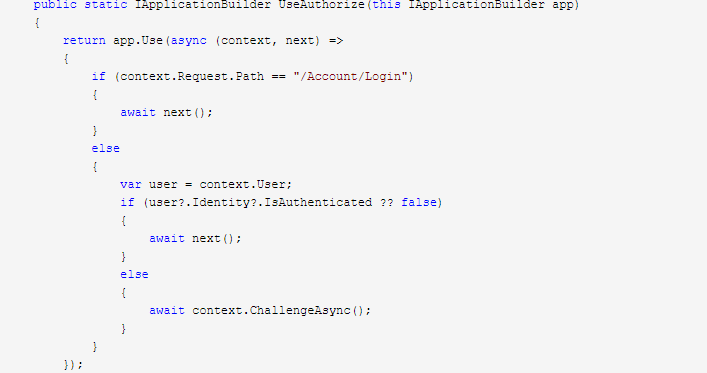 public static IApplicationBuilder UseAuthorize(this IApplicationBuilder app)
{
return app.Use(async (context, next) =>
{
if (context.Request.Path == "/Account/Login")
{
await next();
}
else
{
var user = context.User;
if (user?.Identity?.IsAuthenticated ?? false)
{
await next();
}
else
{
await context.ChallengeAsync();
}
}
});